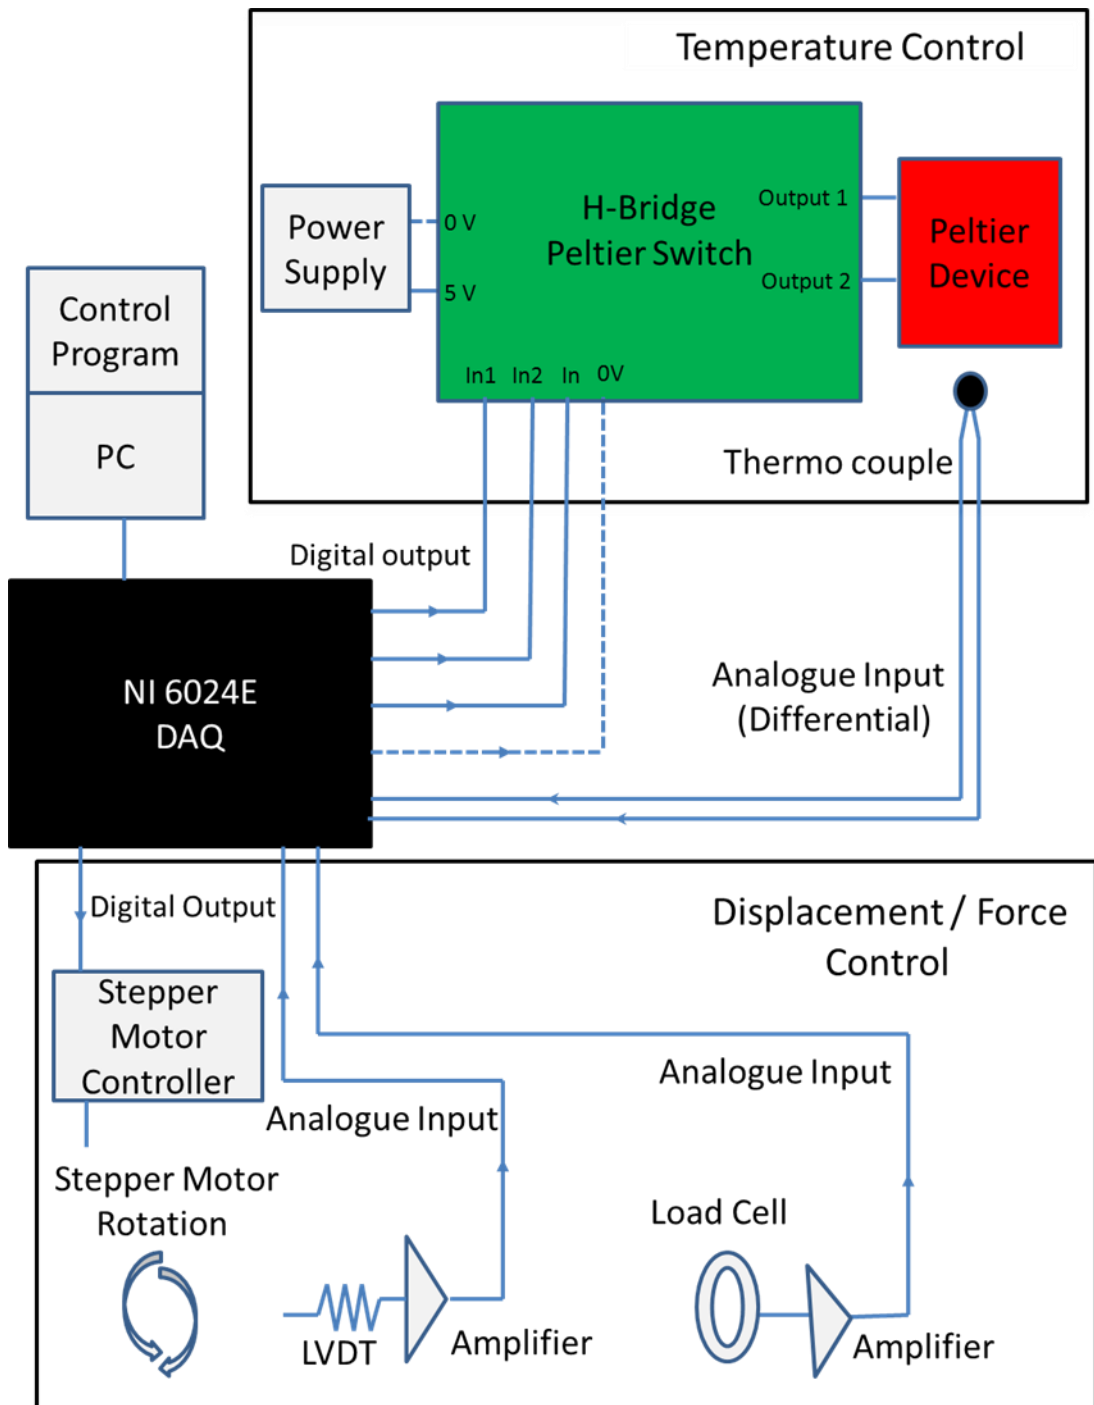 Temperature Control
H-Bridge
Peltier Switch
Power
Supply
0 V
5 V
Output 1
Output 2
Peltier
Device
In1 In2 In 0V
Thermo couple
Control
Program
PC
Digital output
NI 6024E
DAQ
Analogue Input
(Differential)
Digital Output
Displacement / Force
Control
Stepper
Motor
Controller
Analogue Input
Analogue Input
Stepper Motor
Rotation
Load Cell
LVDT
Amplifier
Amplifier